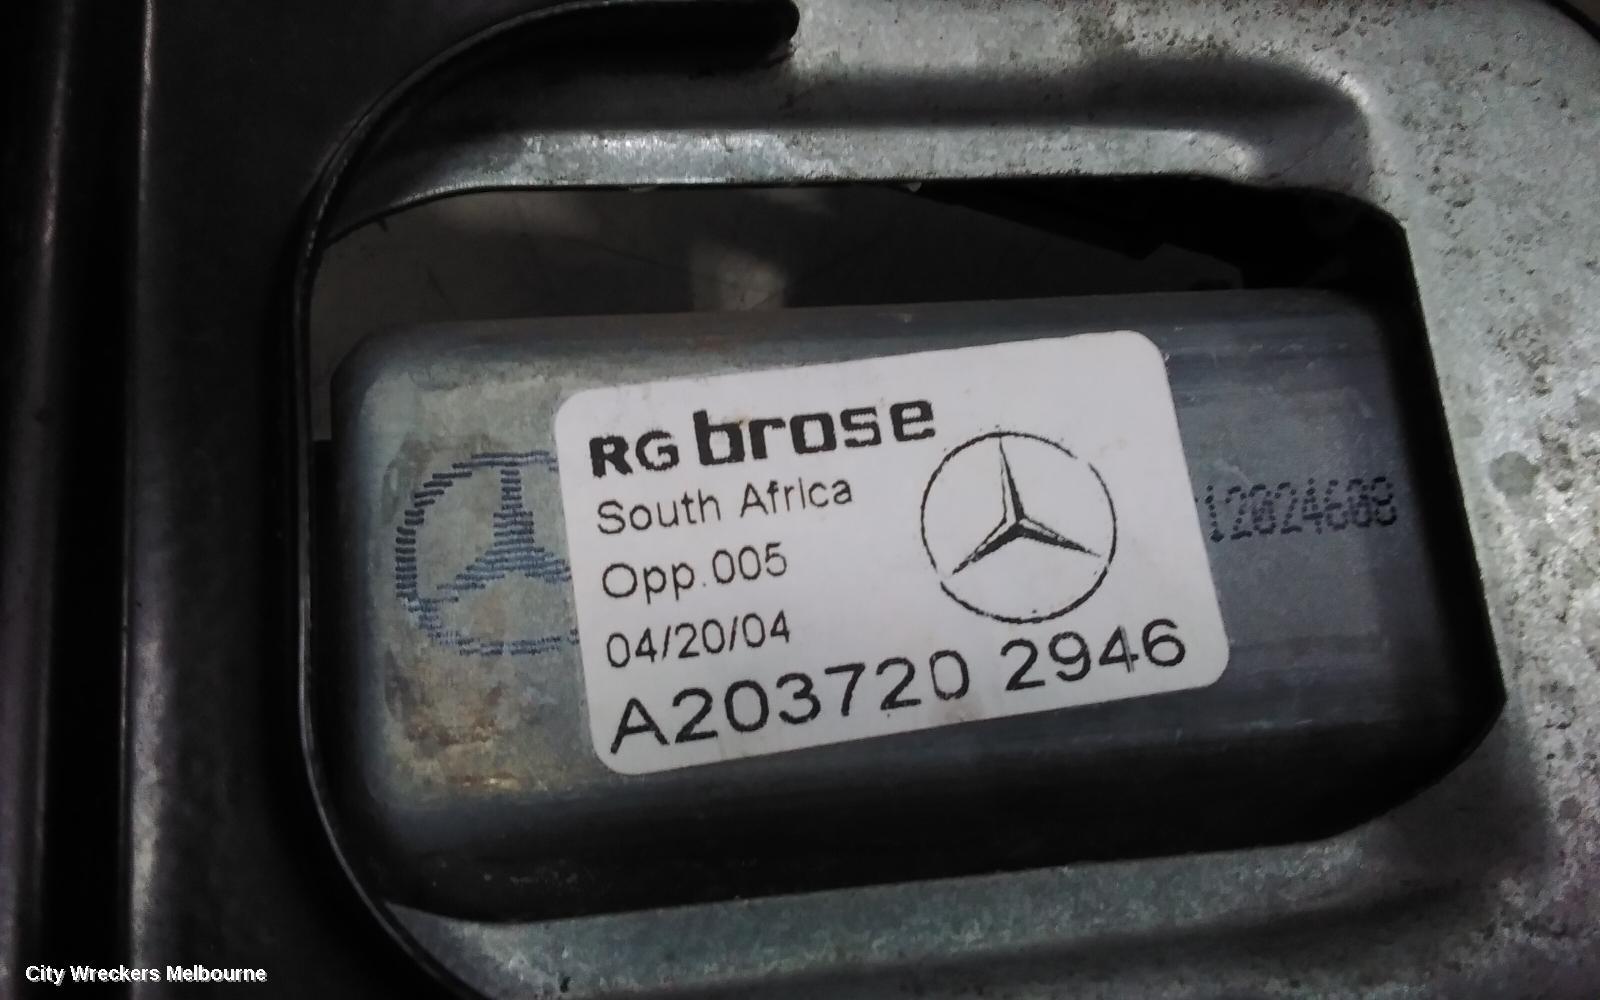 RG brose
South Africa
Opp.005
04/20/04
A203720 2946
12024608
City Wreckers Melbourne